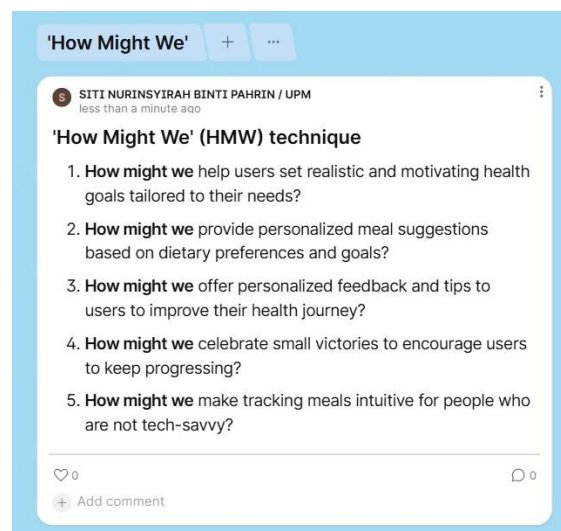 'How Might We' + ...
S SITI NURINSYIRAH BINTI PAHRIN / UPM
less than a minute ago
'How Might We' (HMW) technique
1. How might we help users set realistic and motivating health
goals tailored to their needs?
2. How might we provide personalized meal suggestions
based on dietary preferences and goals?
3. How might we offer personalized feedback and tips to
users to improve their health journey?
4. How might we celebrate small victories to encourage users
to keep progressing?
5. How might we make tracking meals intuitive for people who
are not tech-savvy?
0 0
+ Add comment